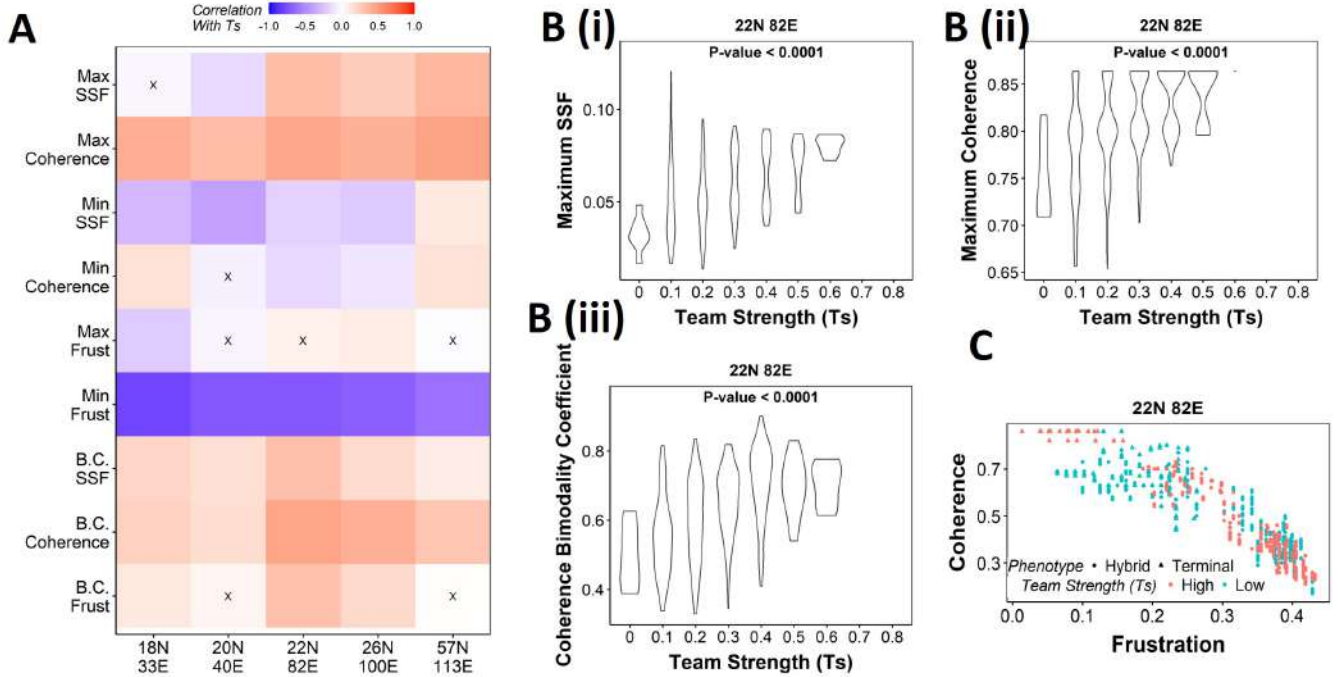 A
Correlation
With Ts
-1.0 -0.5 0.0 0.5 1.0
Max
SSF
Max
Coherence
Min
SSF
Min
Coherence
Max
Frust
Min
Frust
B.C.
SSF
B.C.
Coherence
B.C.
Frust
X
X
X X X
X X
18N 20N 22N 26N 57N
33E 40E 82E 100E 113E
B (i)
22N 82E
P-value < 0.0001
Maximum SSF
0.10
0.05
0 0.1 0.2 0.3 0.4 0.5 0.6 0.7 0.8
Team Strength (Ts)
B (ii)
22N 82E
P-value < 0.0001
Maximum Coherence
0.85
0.80
0.75
0.70
0.65
0 0.1 0.2 0.3 0.4 0.5 0.6 0.7 0.8
Team Strength (Ts)
B (iii)
22N 82E
P-value < 0.0001
Coherence Bimodality Coefficient
0.8
0.6
0.4
0 0.1 0.2 0.3 0.4 0.5 0.6 0.7 0.8
Team Strength (Ts)
C
22N 82E
Coherence
0.7
0.5
0.3
Phenotype Hybrid Terminal
Team Strength (Ts) High Low
0.0 0.1 0.2 0.3 0.4
Frustration